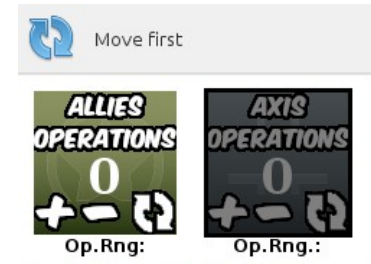 Move first
ALLIES AXIS
OPERATIONS OPERATIONS
0 0
+ - + -
Op.Rng: Op.Rng.: